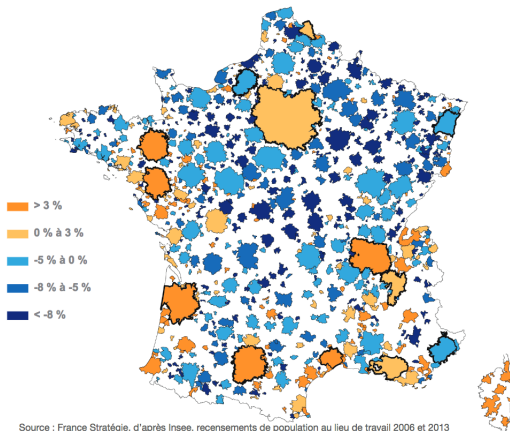 > 3 %
0 % à 3 %
-5 % à 0 %
-8 % à -5 %
< -8 %
Source : France Stratégie, d'après Insee, recensements de population au lieu de travail 2006 et 2013